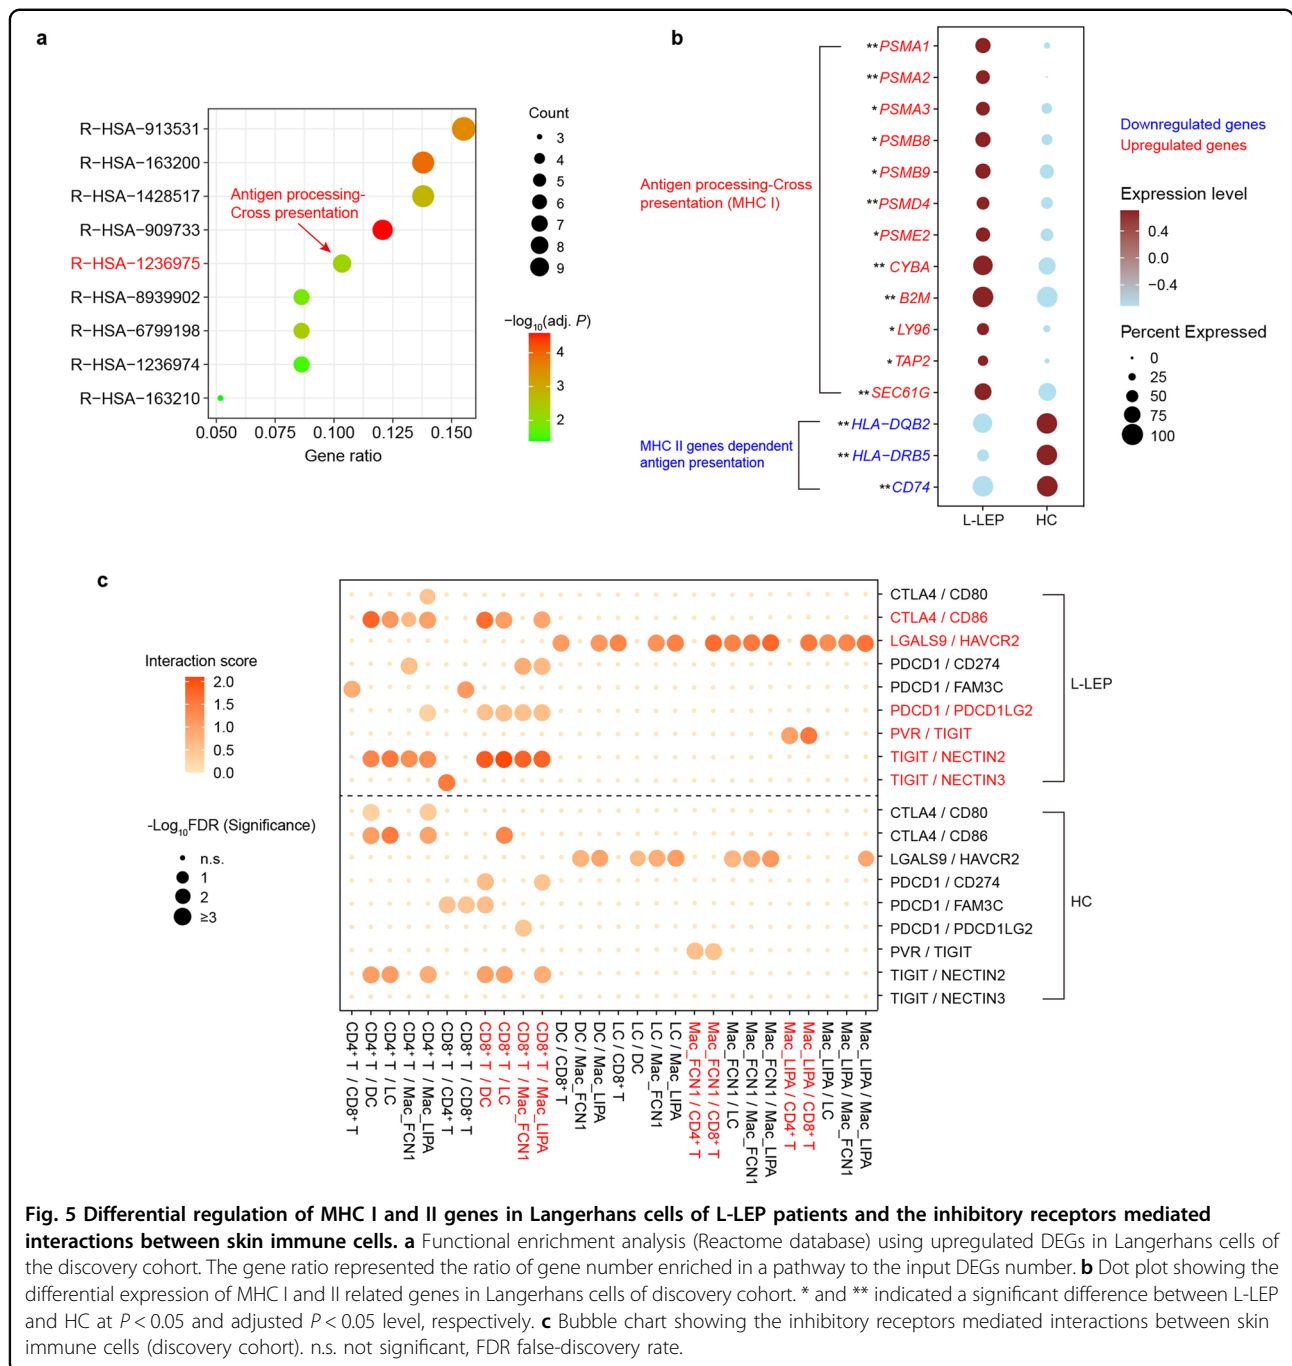 a
R−HSA−913531
R−HSA−163200
R−HSA−1428517
R−HSA−909733
R−HSA−1236975
R−HSA−8939902
R−HSA−6799198
R−HSA−1236974
R−HSA−163210
Antigen processing-
Cross presentation
0.050 0.075 0.100 0.125 0.150
Gene ratio
Count
3
4
5
6
7
8
9
−log10(adj. P)
4
3
2
b
Antigen processing-Cross
presentation (MHC I)
MHC II genes dependent
antigen presentation
**PSMA1
**PSMA2
*PSMA3
*PSMB8
*PSMB9
**PSMD4
*PSME2
**CYBA
**B2M
*LY96
*TAP2
**SEC61G
**HLA−DQB2
**HLA−DRB5
**CD74
L-LEP HC
Downregulated genes
Upregulated genes
Expression level
0.4
0.0
−0.4
Percent Expressed
0
25
50
75
100
c
Interaction score
2.0
1.5
1.0
0.5
0.0
-Log10FDR (Significance)
n.s.
1
2
≥3
CTLA4 / CD80
CTLA4 / CD86
LGALS9 / HAVCR2
PDCD1 / CD274
PDCD1 / FAM3C
PDCD1 / PDCD1LG2
PVR / TIGIT
TIGIT / NECTIN2
TIGIT / NECTIN3
L-LEP
CTLA4 / CD80
CTLA4 / CD86
LGALS9 / HAVCR2
PDCD1 / CD274
PDCD1 / FAM3C
PDCD1 / PDCD1LG2
PVR / TIGIT
TIGIT / NECTIN2
TIGIT / NECTIN3
HC
CD4+ T / CD8+ T
CD4+ T / DC
CD4+ T / LC
CD4+ T / Mac_FCN1
CD4+ T / Mac_LIPA
CD8+ T / CD4+ T
CD8+ T / CD8+ T
CD8+ T / DC
CD8+ T / LC
CD8+ T / Mac_FCN1
CD8+ T / Mac_LIPA
DC / CD8+ T
DC / Mac_FCN1
DC / Mac_LIPA
LC / CD8+ T
LC / DC
LC / Mac_FCN1
LC / Mac_LIPA
Mac_FCN1 / CD4+ T
Mac_FCN1 / CD8+ T
Mac_FCN1 / LC
Mac_FCN1 / Mac_FCN1
Mac_FCN1 / Mac_LIPA
Mac_LIPA / CD4+ T
Mac_LIPA / CD8+ T
Mac_LIPA / LC
Mac_LIPA / Mac_FCN1
Mac_LIPA / Mac_LIPA
Fig. 5 Differential regulation of MHC I and II genes in Langerhans cells of L-LEP patients and the inhibitory receptors mediated
interactions between skin immune cells. a Functional enrichment analysis (Reactome database) using upregulated DEGs in Langerhans cells of
the discovery cohort. The gene ratio represented the ratio of gene number enriched in a pathway to the input DEGs number. b Dot plot showing the
differential expression of MHC I and II related genes in Langerhans cells of discovery cohort. * and ** indicated a significant difference between L-LEP
and HC at P < 0.05 and adjusted P < 0.05 level, respectively. c Bubble chart showing the inhibitory receptors mediated interactions between skin
immune cells (discovery cohort). n.s. not significant, FDR false-discovery rate.